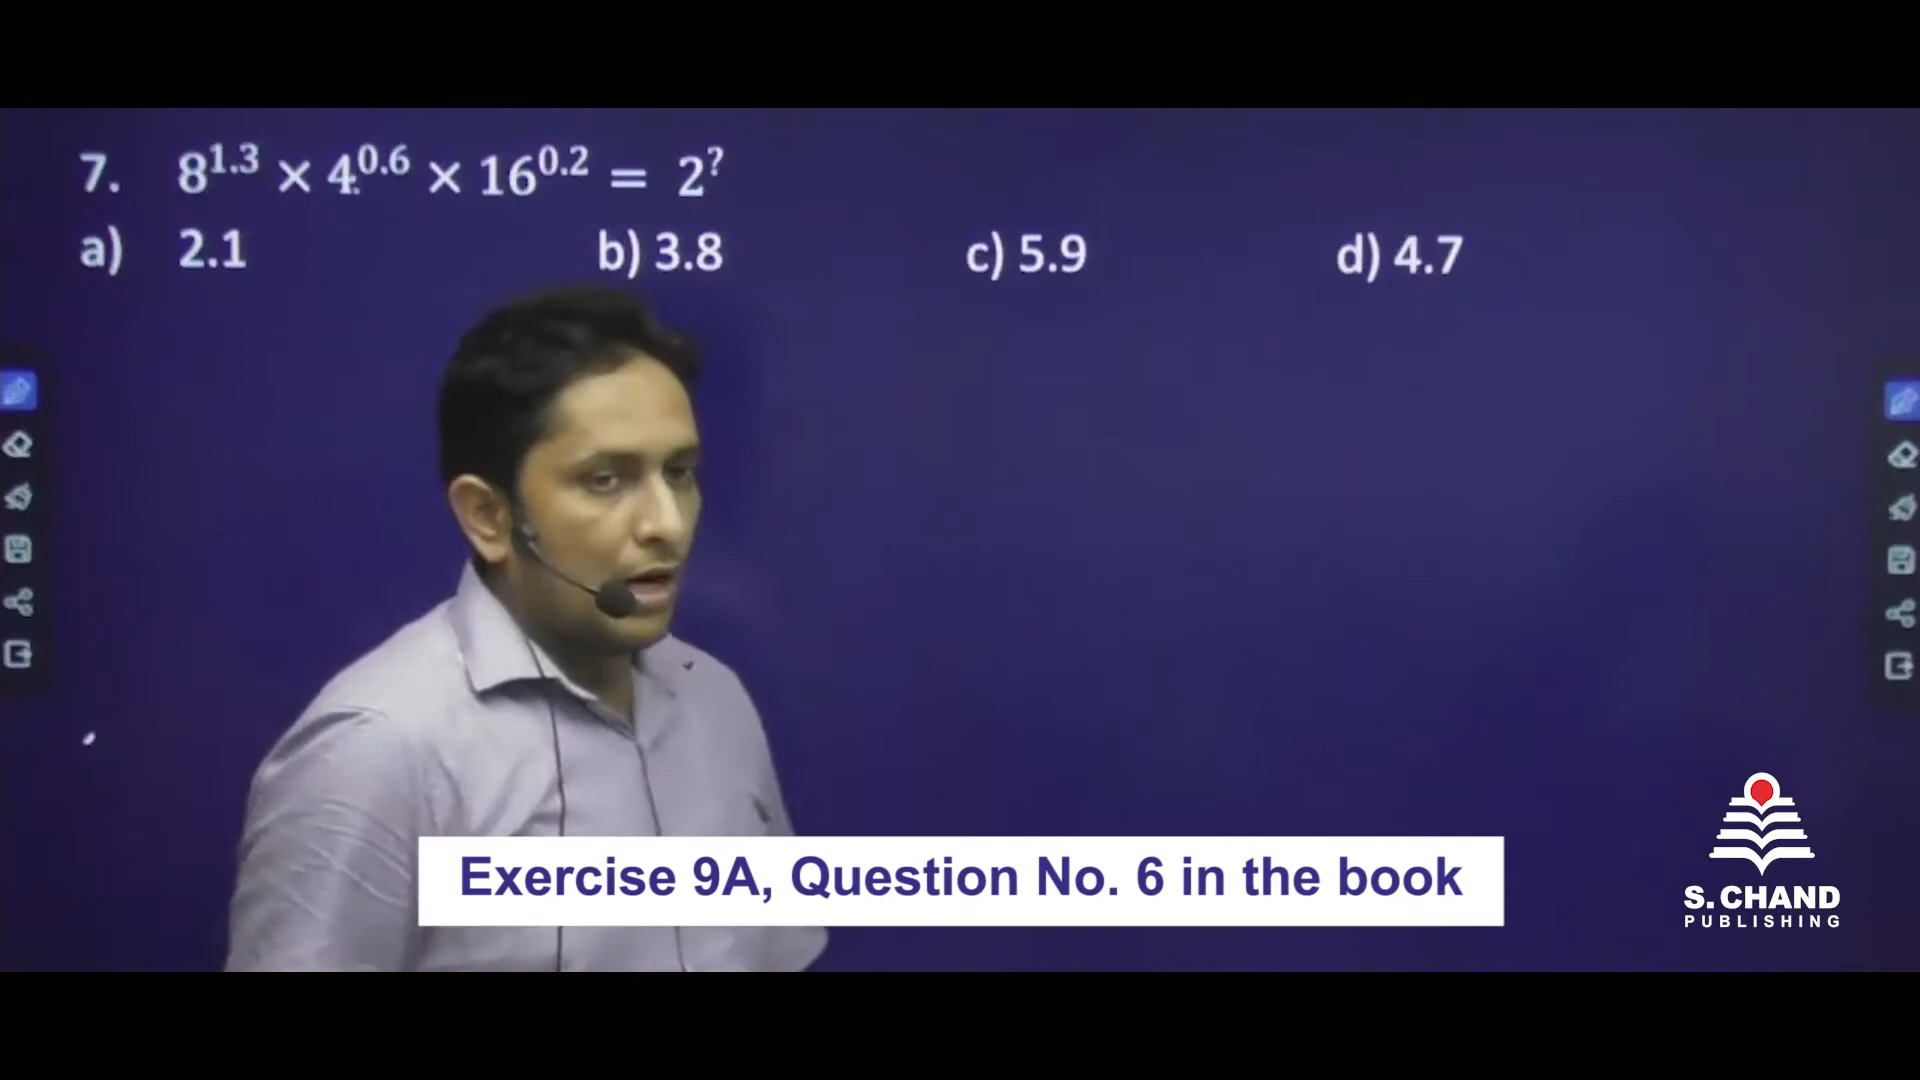 7. 8^1.3 × 4^0.6 × 16^0.2 = 2^?
a) 2.1 b) 3.8 c) 5.9 d) 4.7
Exercise 9A, Question No. 6 in the book
S. CHAND
PUBLISHING